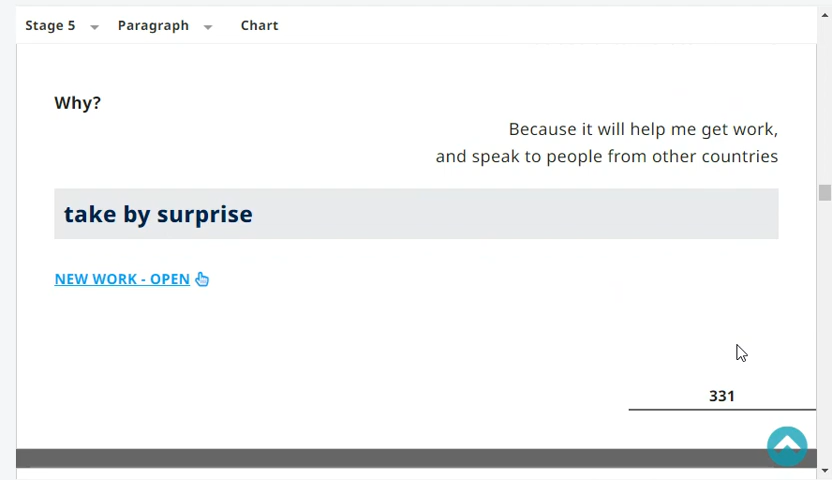 Stage 5 Paragraph Chart
Why?
Because it will help me get work,
and speak to people from other countries
take by surprise
NEW WORK - OPEN
331